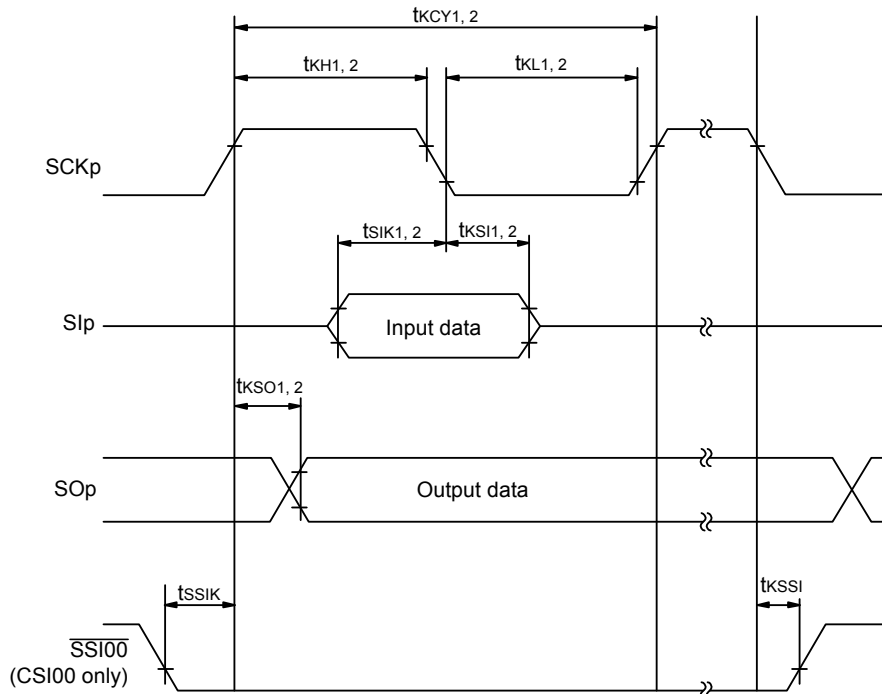 tKCY1, 2
tKH1, 2
tKL1, 2
SCKp
tSIK1, 2
tKSI1, 2
SIp
Input data
tKSO1, 2
SOp
Output data
tSSIK
tKSSI
SSI00
(CSI00 only)